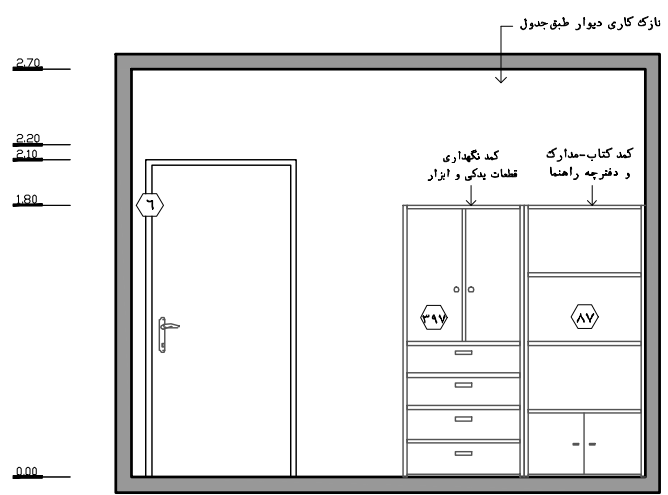 نازک کاری دیوار طبق جدول
2.70
2.20
2.10
کمد نگهداری
قطعات یدکی و ابزار
کمد کتاب-مدارک
و دفترچه راهنما
1.80
٦
٣٩٧
٨٧
0.00